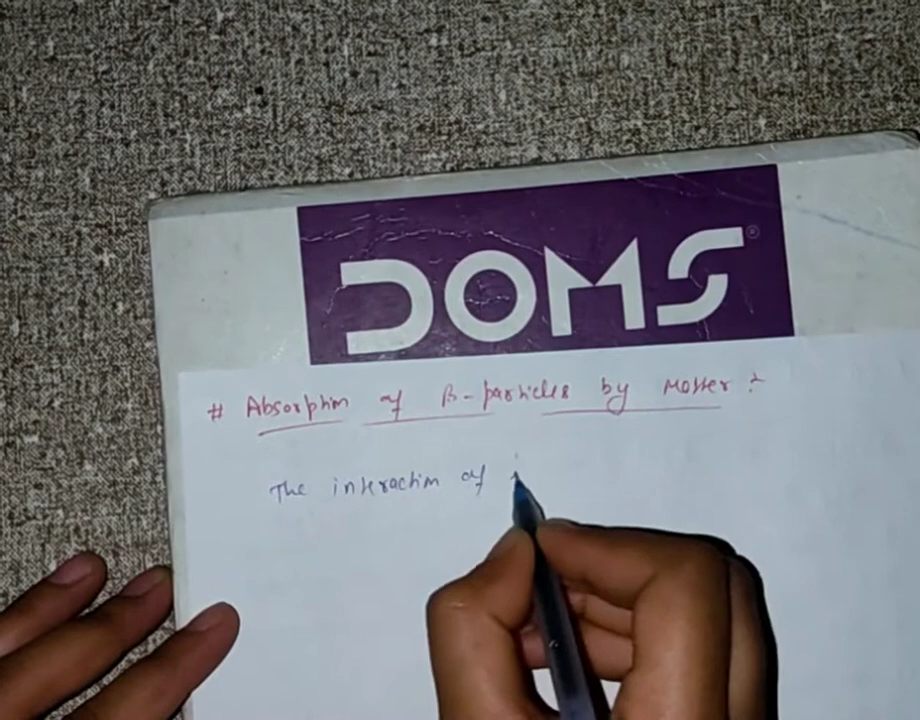 DOMS
# Absorption of β-particles by Matter :-
The interaction of